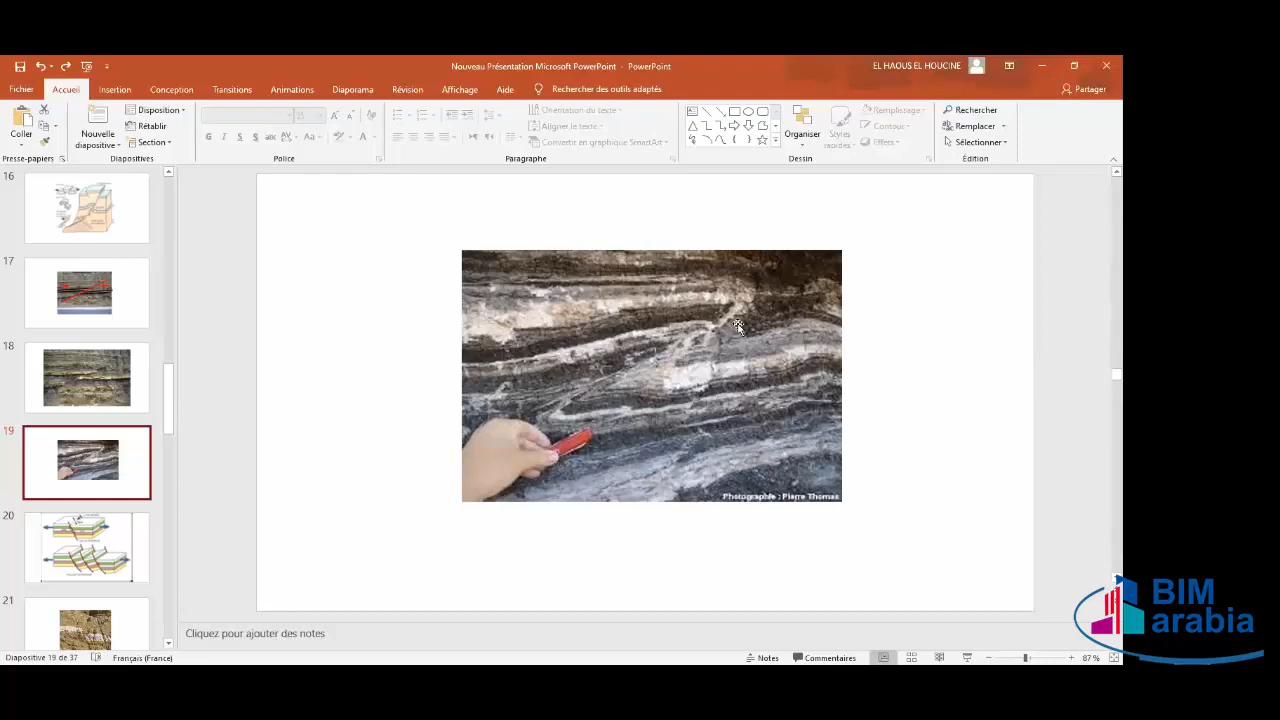 Nouveau Présentation Microsoft PowerPoint - PowerPoint
EL HAOUS EL HOUCINE
Fichier Accueil Insertion Conception Transitions Animations Diaporama Révision Affichage Aide Rechercher des outils adaptés Partager
Coller
Nouvelle diapositive
Disposition
Rétablir
Section
Orientation du texte
Aligner le texte
Convertir en graphique SmartArt
Organiser
Styles rapides
Remplissage
Contour
Effets
Rechercher
Remplacer
Sélectionner
Presse-papiers Diapositives Police Paragraphe Dessin Édition
16
17
18
19
20
21
Photographie : Pierre Thomas
Cliquez pour ajouter des notes
Diapositive 19 de 37 Français (France) Notes Commentaires 87 %
BIM
arabia